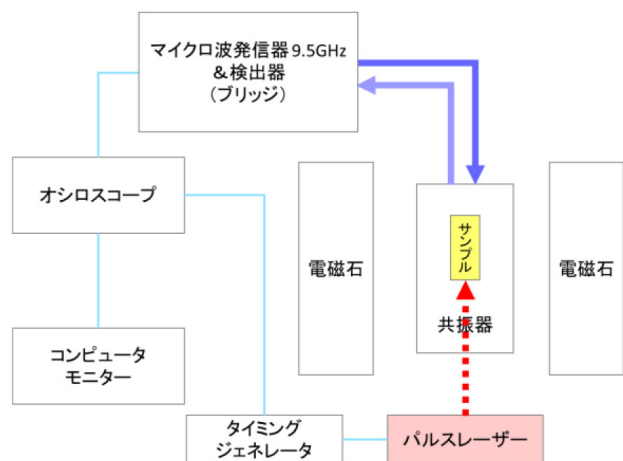 マイクロ波発信器 9.5GHz
＆検出器
（ブリッジ）
オシロスコープ
電磁石
サンプル
共振器
電磁石
コンピュータ
モニター
タイミング
ジェネレータ
パルスレーザー